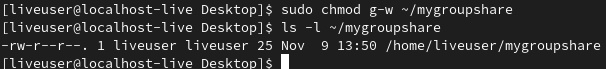 [liveuser@localhost-live Desktop]$ sudo chmod g-w ~/mygroupshare
[liveuser@localhost-live Desktop]$ ls -l ~/mygroupshare
-rw-r--r--. 1 liveuser liveuser 25 Nov  9 13:50 /home/liveuser/mygroupshare
[liveuser@localhost-live Desktop]$